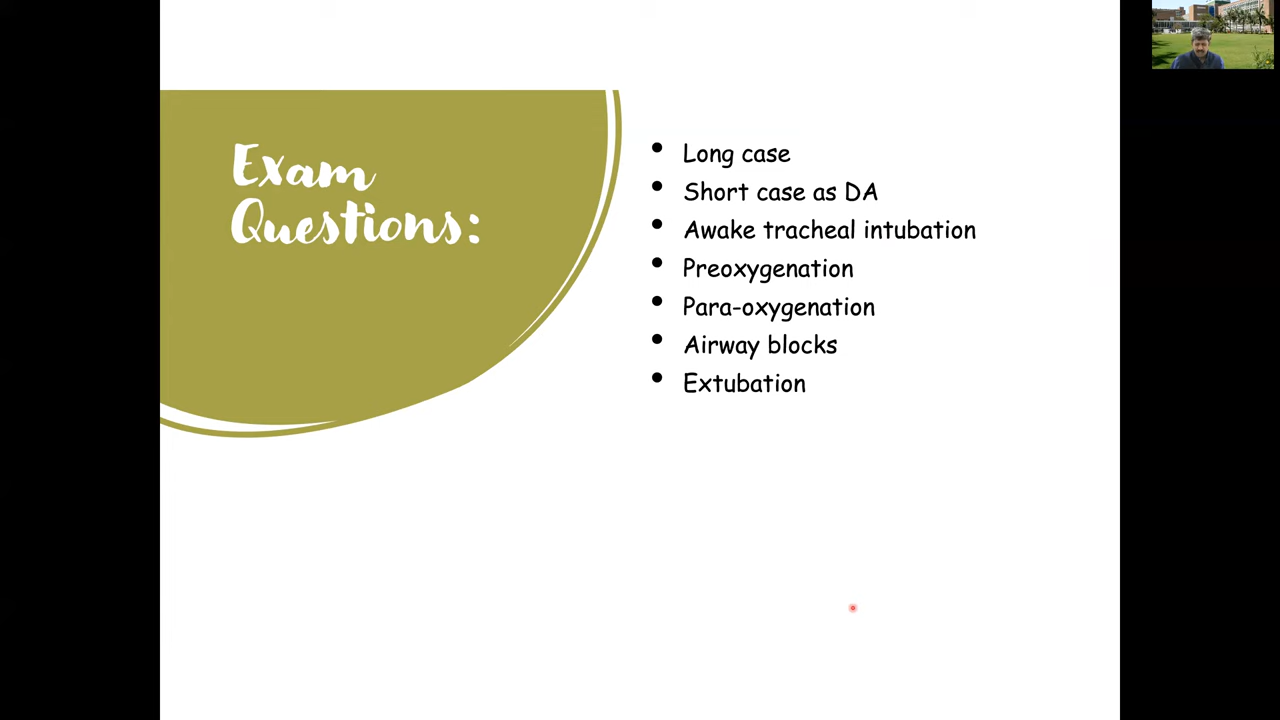 Exam
Questions:
Long case
Short case as DA
Awake tracheal intubation
Preoxygenation
Para-oxygenation
Airway blocks
Extubation